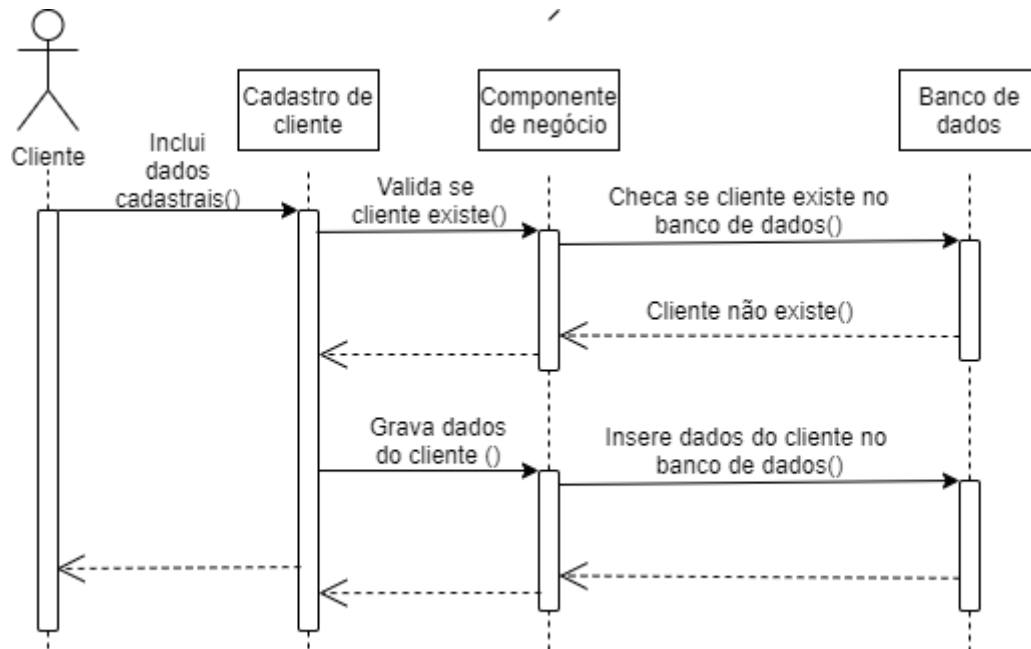 Cadastro de
cliente
Componente
de negócio
Banco de
dados
Cliente
Inclui
dados
cadastrais()
Valida se
cliente existe()
Checa se cliente existe no
banco de dados()
Cliente não existe()
Grava dados
do cliente ()
Insere dados do cliente no
banco de dados()